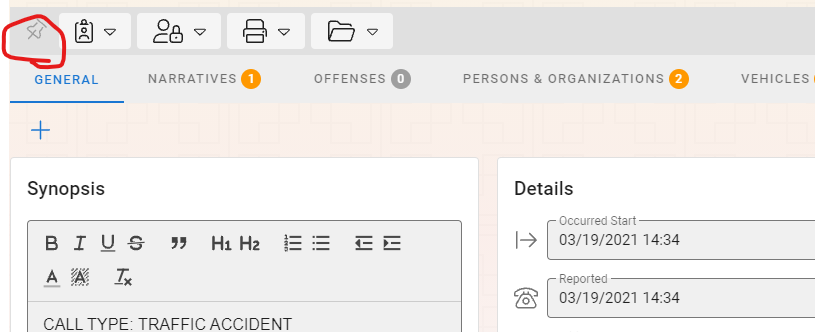 GENERAL NARRATIVES 1 OFFENSES 0 PERSONS & ORGANIZATIONS 2 VEHICLES
Synopsis
B I U S ” H1 H2
A A Tx
CALL TYPE: TRAFFIC ACCIDENT
Details
Occurred Start
03/19/2021 14:34
Reported
03/19/2021 14:34